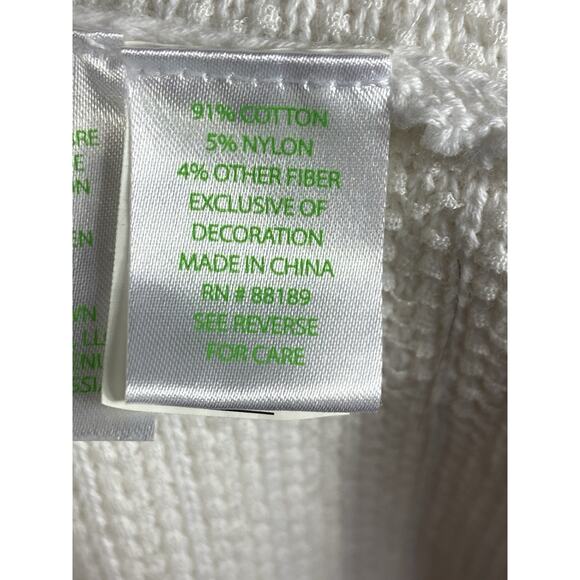 91% COTTON
5% NYLON
4% OTHER FIBER
EXCLUSIVE OF
DECORATION
MADE IN CHINA
RN # 88189
SEE REVERSE
FOR CARE